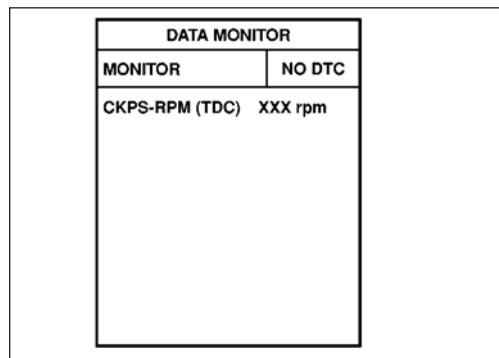 DATA MONITOR
MONITOR NO DTC
CKPS-RPM (TDC) XXX rpm